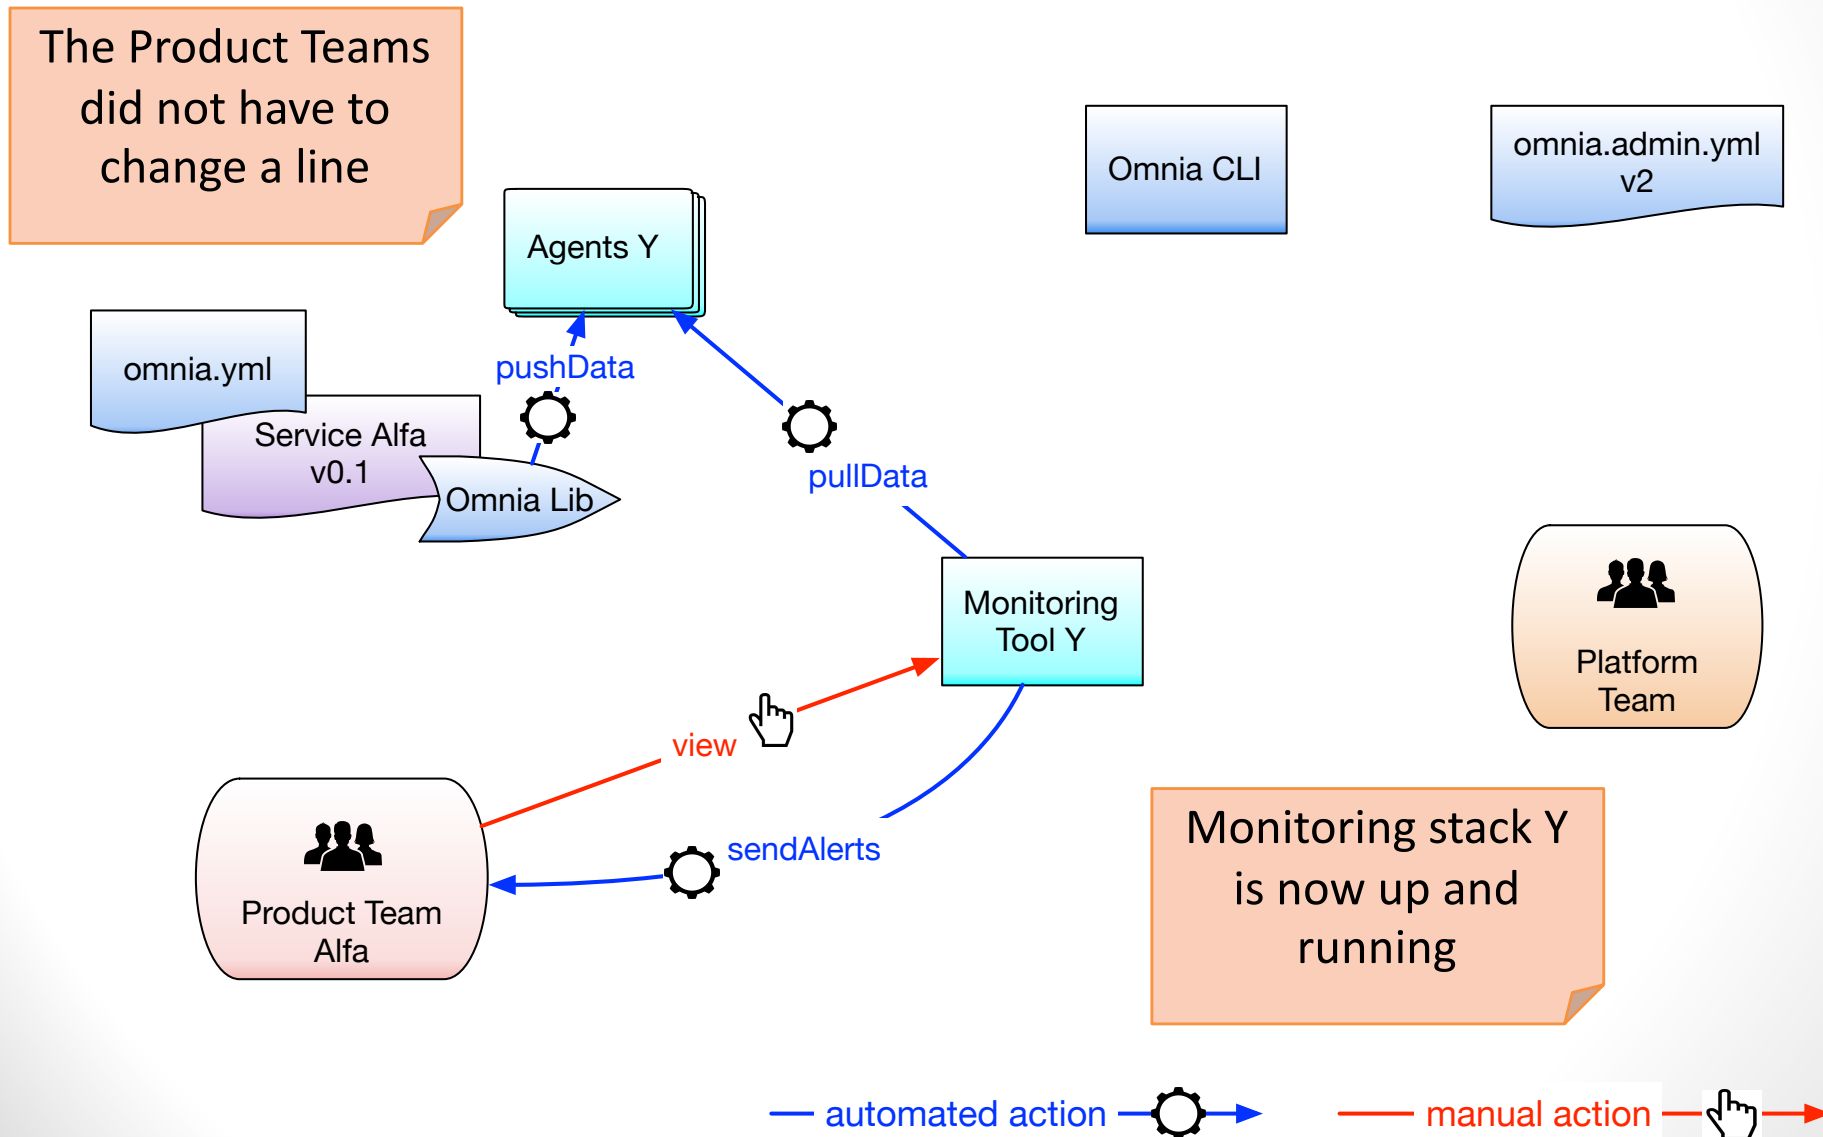 The Product Teams
did not have to
change a line
Omnia CLI
omnia.admin.yml
v2
Agents Y
omnia.yml
pushData
Service Alfa
v0.1
Omnia Lib
pullData
Monitoring
Tool Y
Platform
Team
view
sendAlerts
Product Team
Alfa
Monitoring stack Y
is now up and
running
automated action
manual action